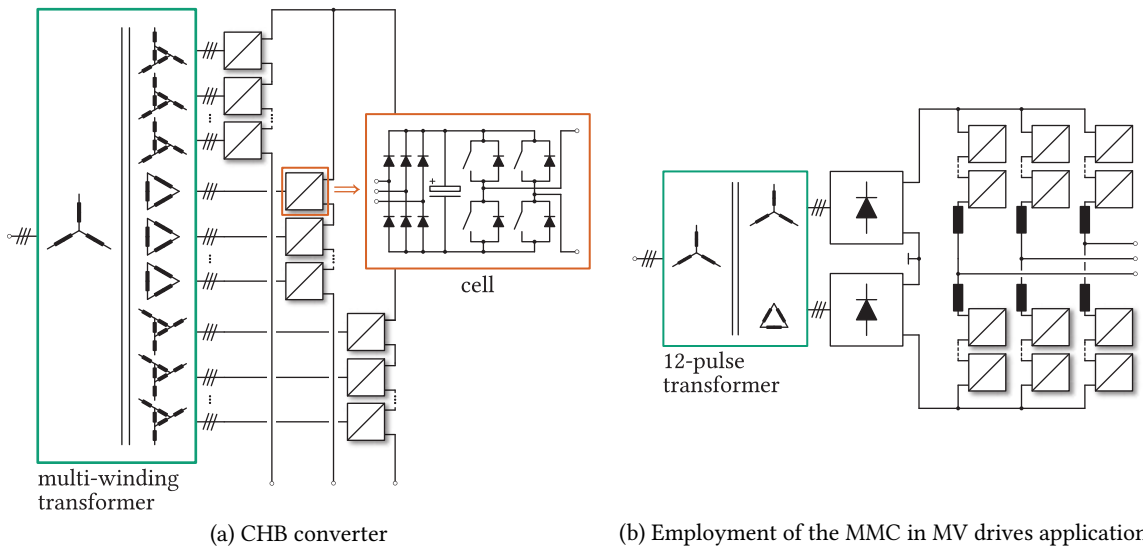 +
cell
multi-winding
transformer
12-pulse
transformer
(a) CHB converter
(b) Employment of the MMC in MV drives application